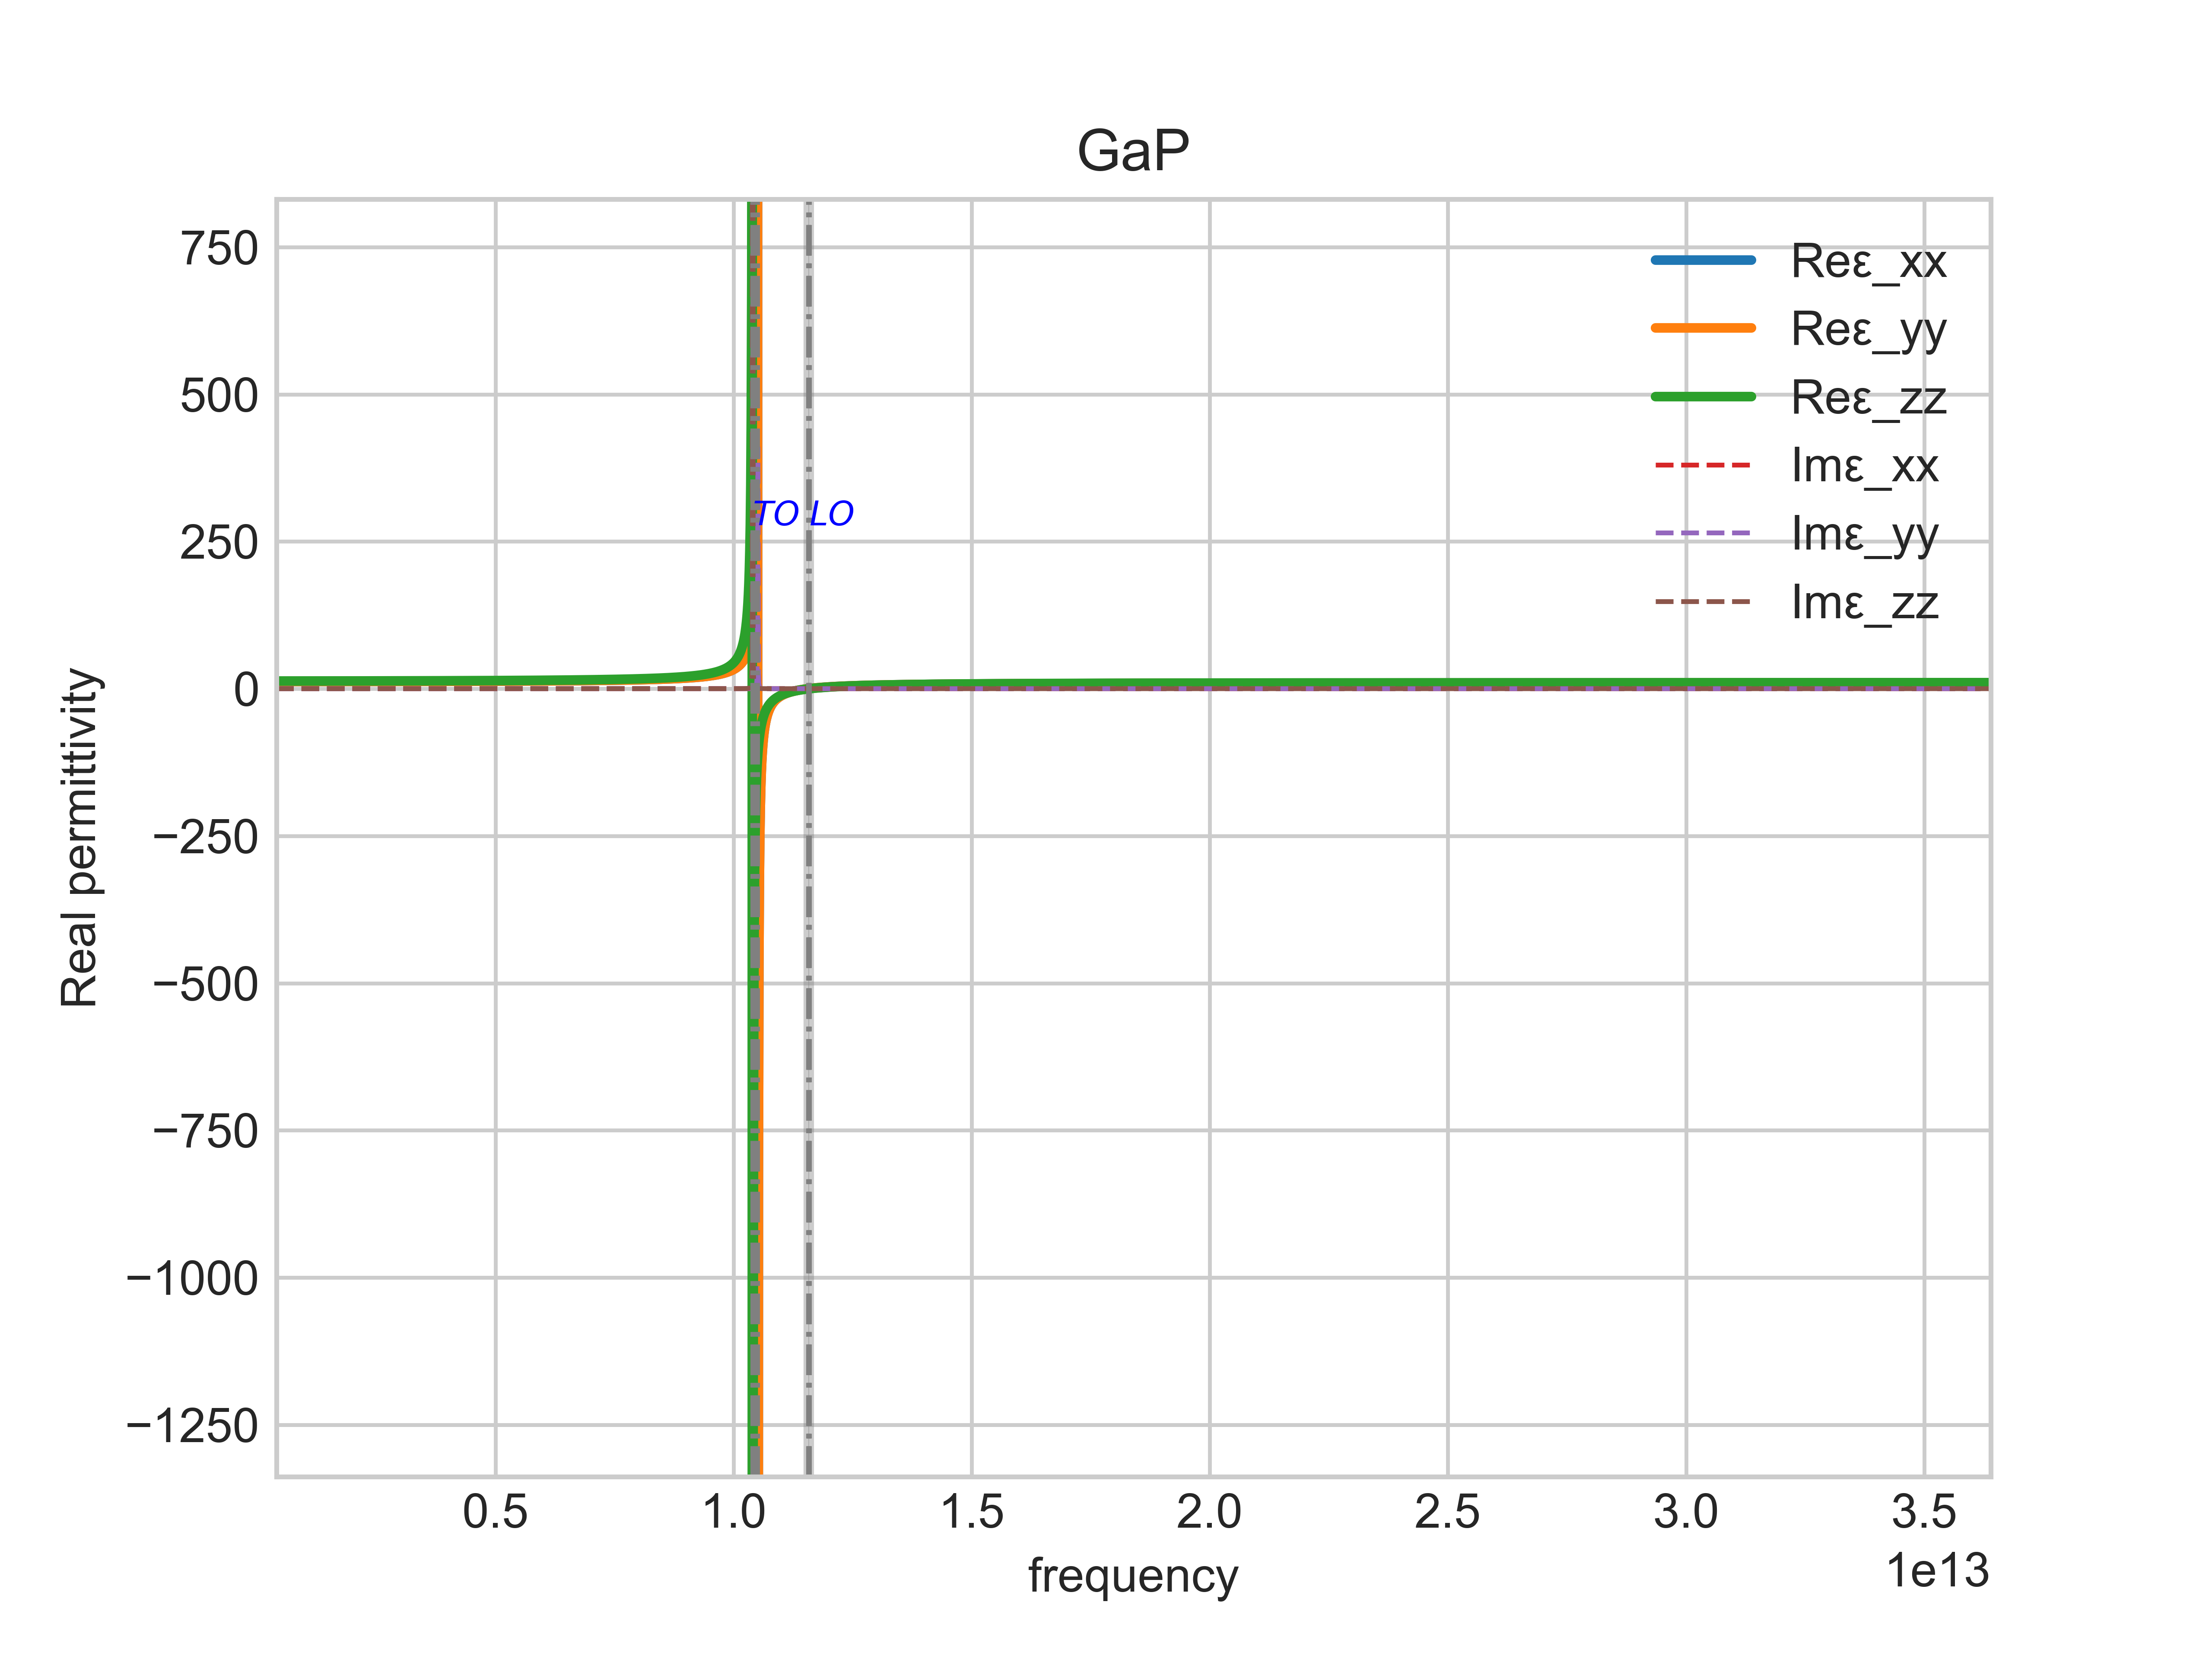 GaP
Real permittivity
750
500
250
0
−250
−500
−750
−1000
−1250
TO LO
Reε_xx
Reε_yy
Reε_zz
Imε_xx
Imε_yy
Imε_zz
0.5 1.0 1.5 2.0 2.5 3.0 3.5
1e13
frequency